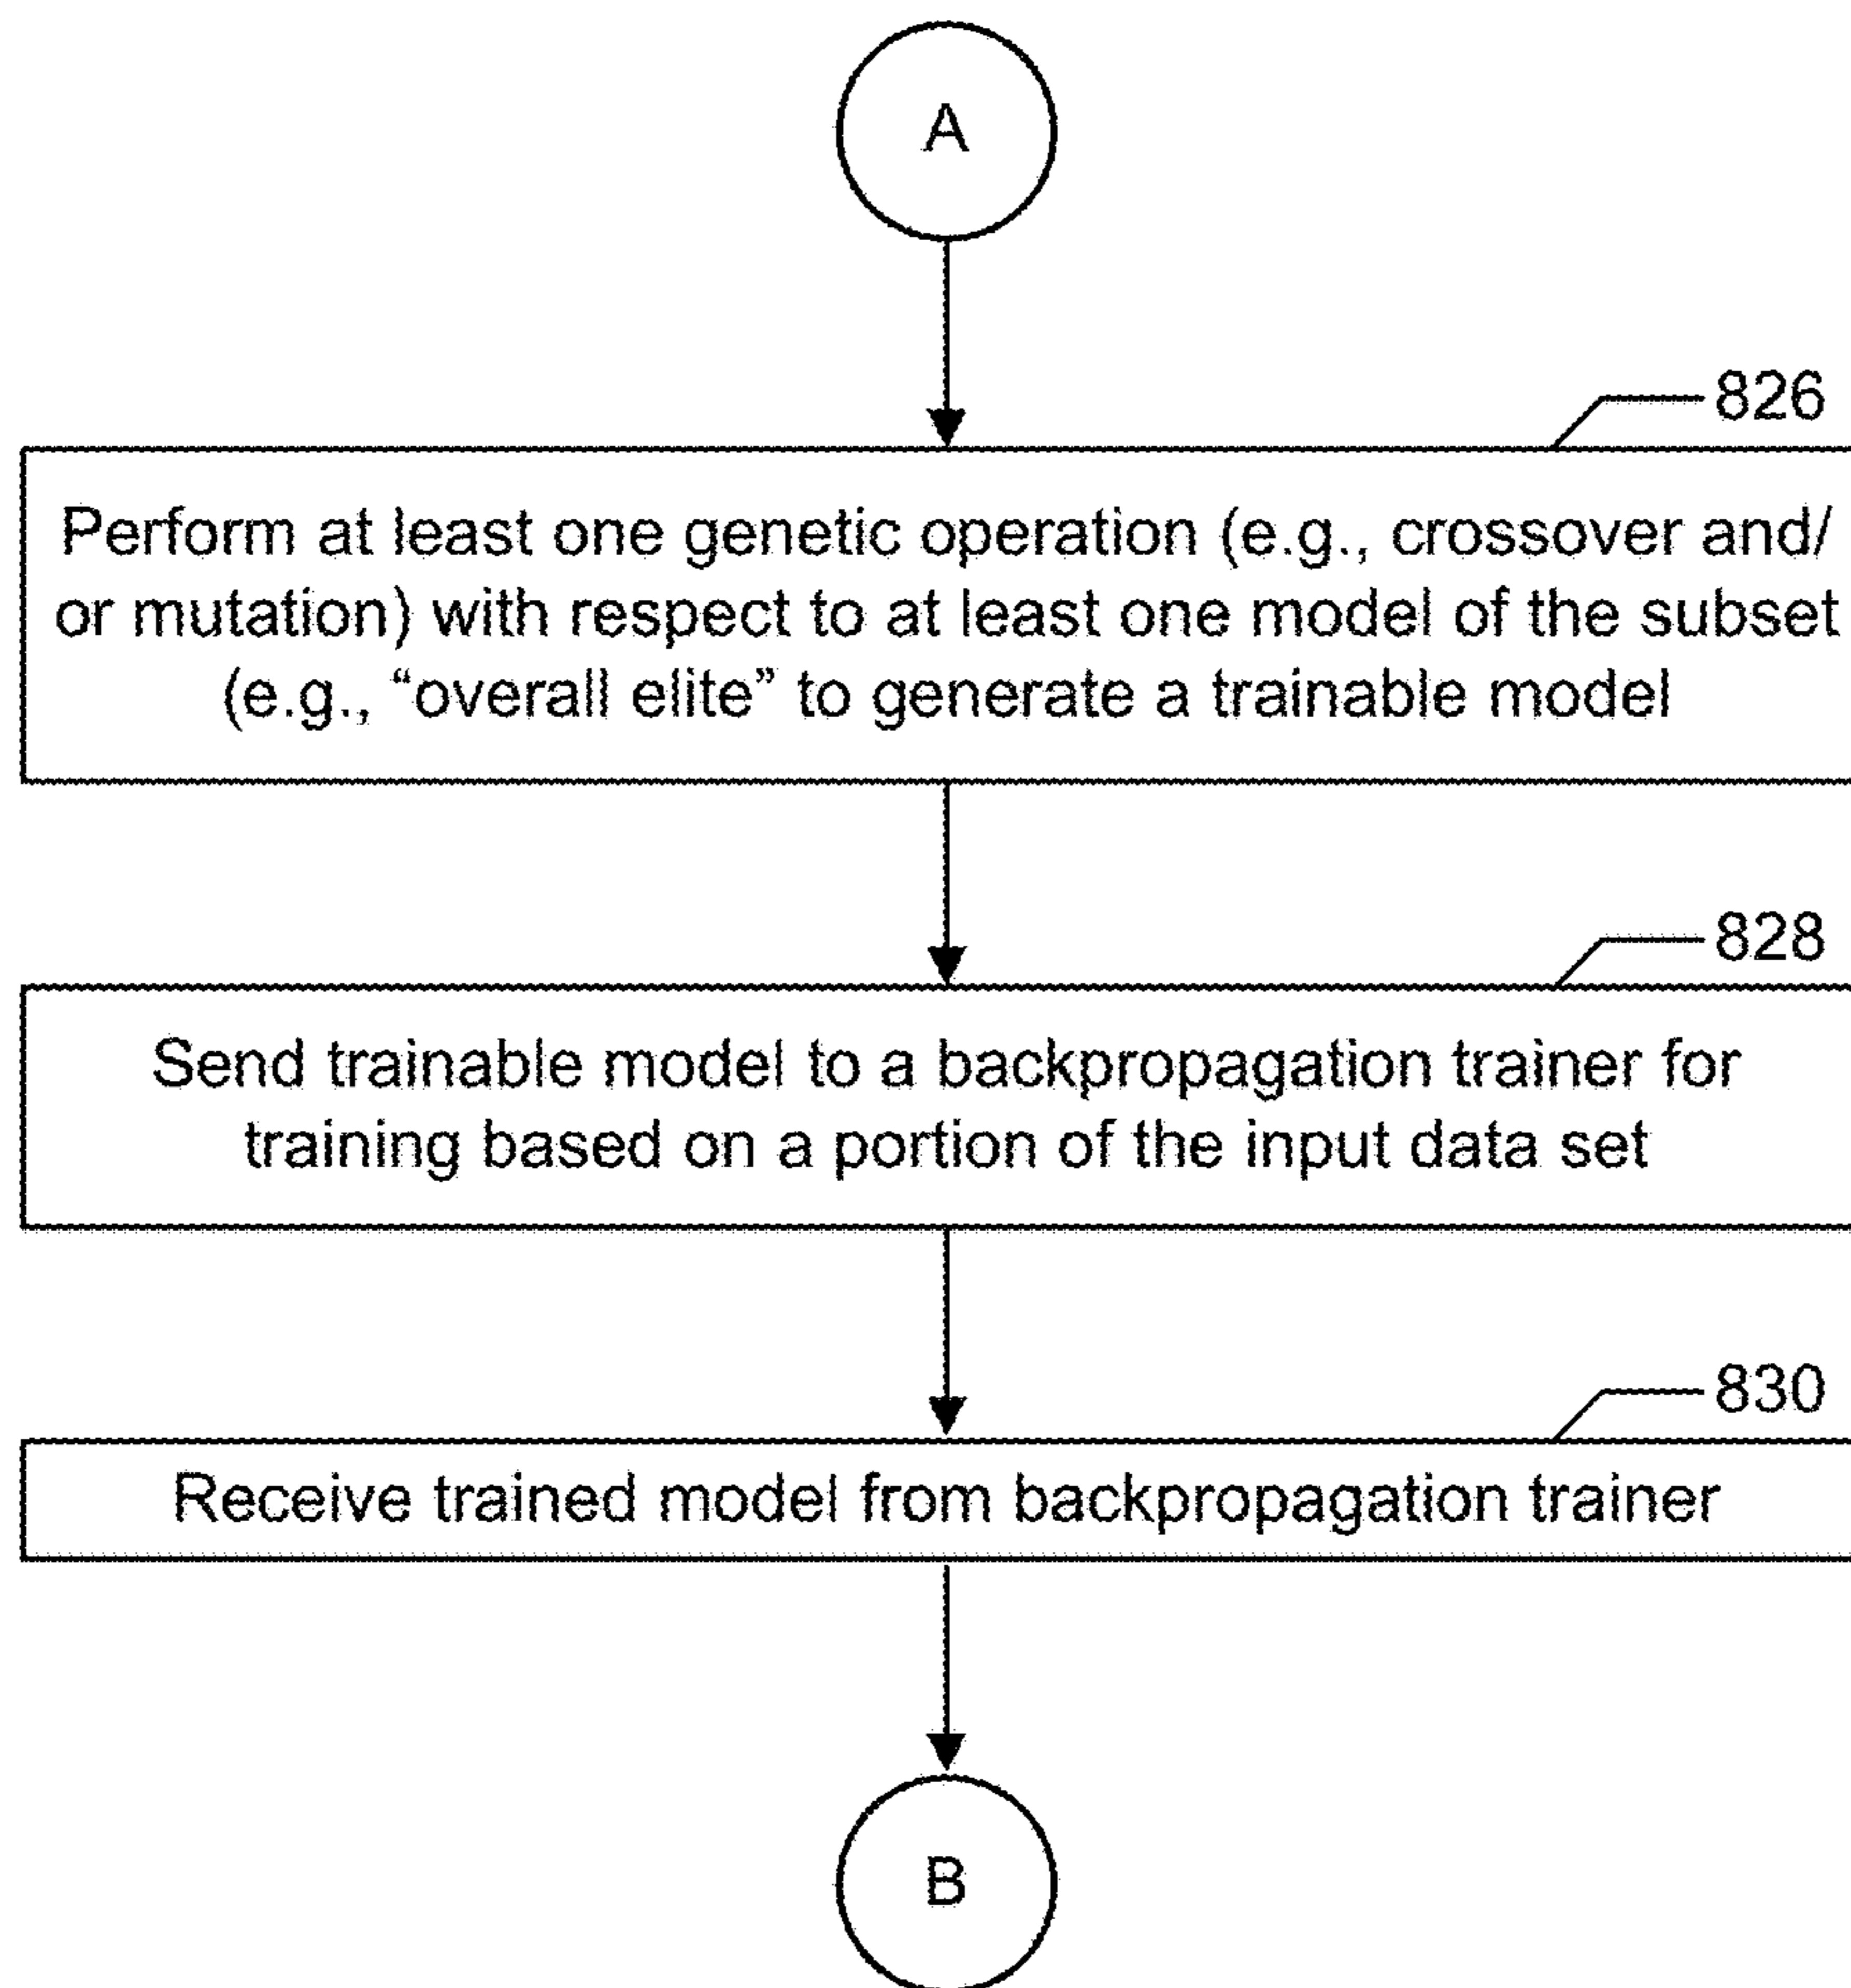 A
826
Perform at least one genetic operation (e.g., crossover and/
or mutation) with respect to at least one model of the subset
(e.g., “overall elite” to generate a trainable model
828
Send trainable model to a backpropagation trainer for
training based on a portion of the input data set
830
Receive trained model from backpropagation trainer
B